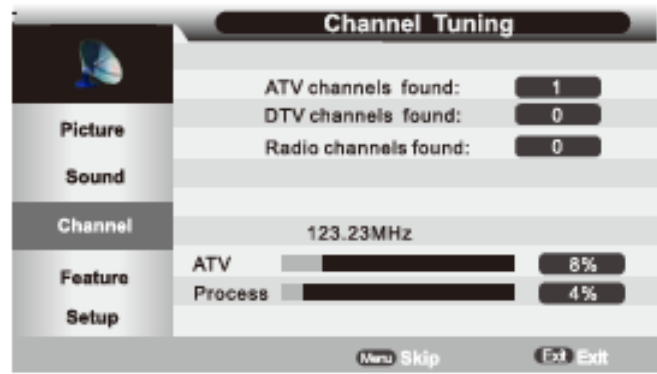 Channel Tuning
ATV channels found: 1
DTV channels found: 0
Radio channels found: 0
Picture
Sound
Channel
Feature
Setup
123.23MHz
ATV 8%
Process 4%
Menu Skip
Exit Exit